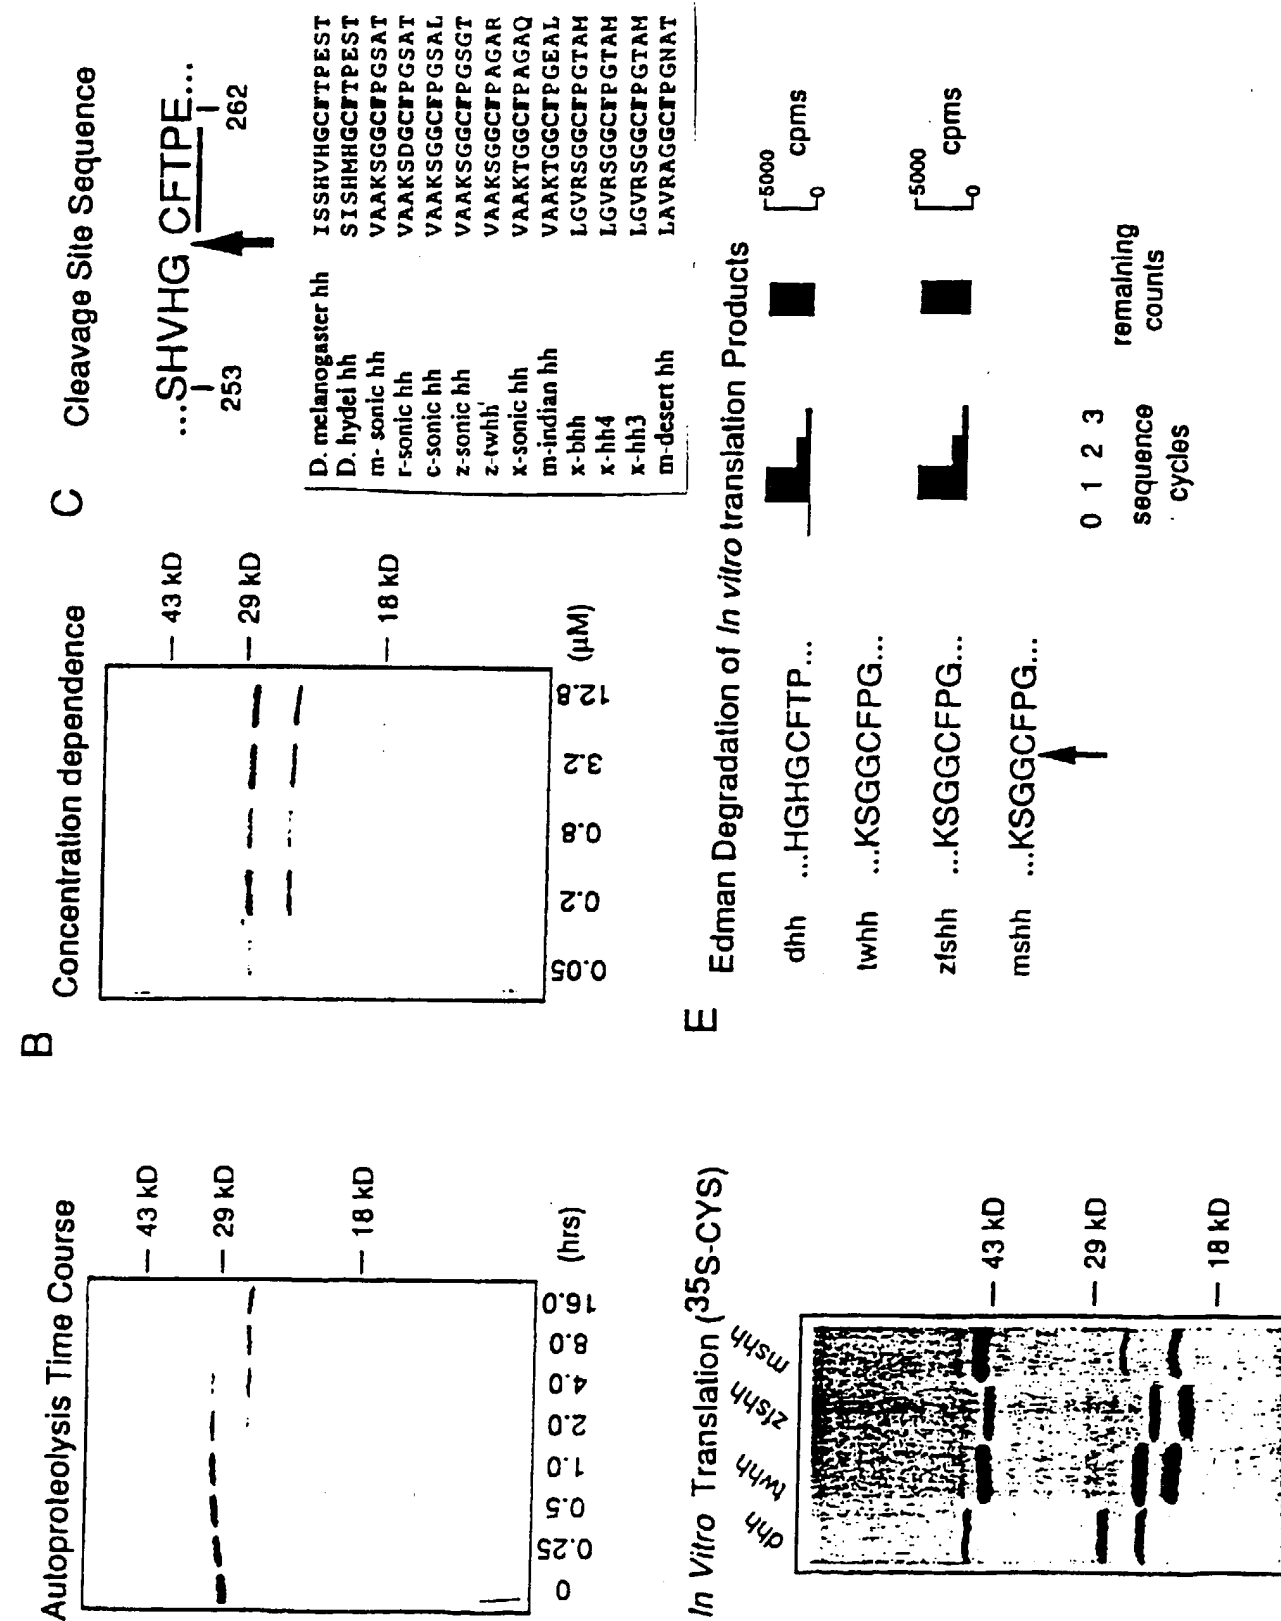 Autoproteolysis Time Course
43 kD
29 kD
18 kD
0 0.25 0.5 1.0 2.0 4.0 8.0 16.0 (hrs)
B
Concentration dependence
43 kD
29 kD
18 kD
0.05 0.2 0.8 3.2 12.8 (μM)
C
Cleavage Site Sequence
...SHVHG CFTPE...
253 262
D. melanogaster hh ISSHVHGCFTPEST
D. hydei hh SISHMHGCFTPEST
m- sonic hh VAAKSGGCFPGSAT
r-sonic hh VAAKSDGCFPGSAT
c-sonic hh VAAKSGGCFPGSAL
z-sonic hh VAAKSGGCFPGSGT
z-twhh VAAKSGGCFPAGAR
x-sonic hh VAAKTGGCFPAGAQ
m-indian hh VAAKTGGCFPGEAL
x-bhh LGVRSGGCFPGTAM
x-hh4 LGVRSGGCFPGTAM
x-hh3 LGVRSGGCFPGTAM
m-desert hh LAVRAGGCFPGNAT
In Vitro Translation (35S-CYS)
dhh twhh zfshh mshh
43 kD
29 kD
18 kD
E
Edman Degradation of In vitro translation Products
dhh ...HGHGCFTP...
5000
0
cpms
twhh ...KSGGCFPG...
zfshh ...KSGGCFPG...
5000
0
cpms
mshh ...KSGGCFPG...
0 1 2 3
sequence
cycles
remaining
counts